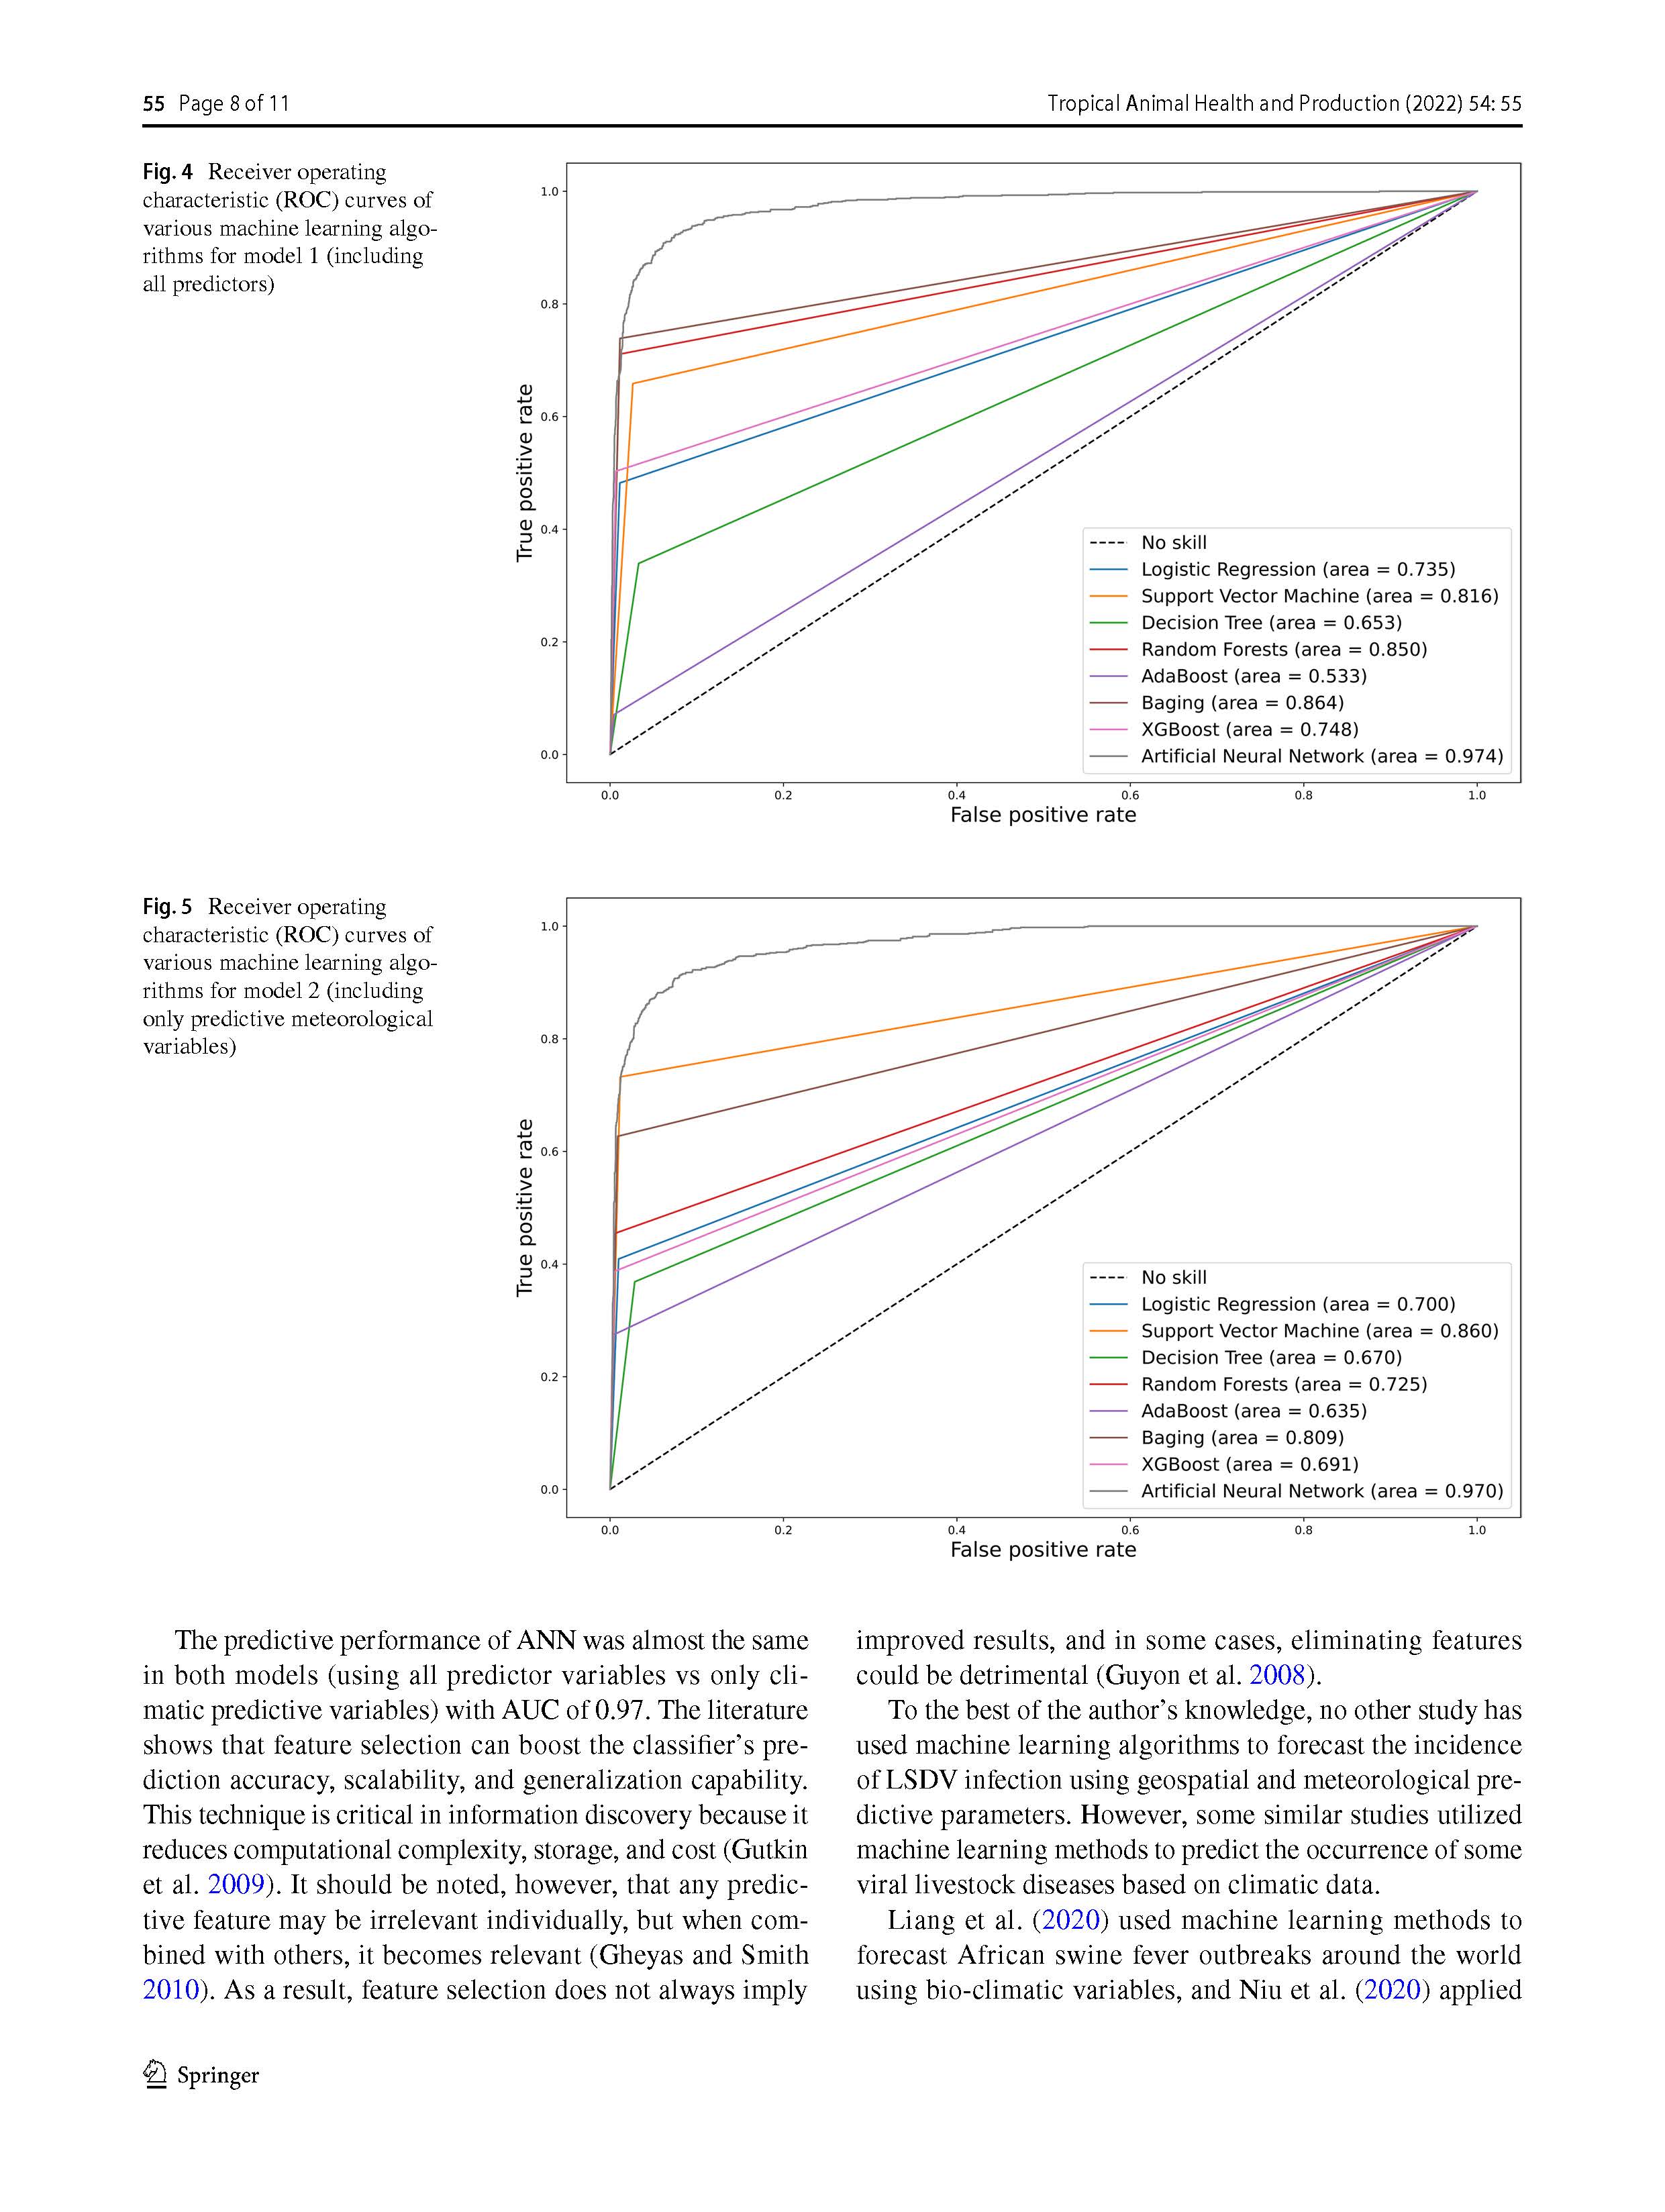 55 Page 8 of 11
Tropical Animal Health and Production (2022) 54: 55
Fig. 4 Receiver operating
characteristic (ROC) curves of
various machine learning algo-
rithms for model 1 (including
all predictors)
1.0
0.8
0.6
0.4
0.2
0.0
True positive rate
No skill
Logistic Regression (area = 0.735)
Support Vector Machine (area = 0.816)
Decision Tree (area = 0.653)
Random Forests (area = 0.850)
AdaBoost (area = 0.533)
Baging (area = 0.864)
XGBoost (area = 0.748)
Artificial Neural Network (area = 0.974)
0.0 0.2 0.4 0.6 0.8 1.0
False positive rate
Fig. 5 Receiver operating
characteristic (ROC) curves of
various machine learning algo-
rithms for model 2 (including
only predictive meteorological
variables)
1.0
0.8
0.6
0.4
0.2
0.0
True positive rate
No skill
Logistic Regression (area = 0.700)
Support Vector Machine (area = 0.860)
Decision Tree (area = 0.670)
Random Forests (area = 0.725)
AdaBoost (area = 0.635)
Baging (area = 0.809)
XGBoost (area = 0.691)
Artificial Neural Network (area = 0.970)
0.0 0.2 0.4 0.6 0.8 1.0
False positive rate
The predictive performance of ANN was almost the same
in both models (using all predictor variables vs only cli-
matic predictive variables) with AUC of 0.97. The literature
shows that feature selection can boost the classifier's pre-
diction accuracy, scalability, and generalization capability.
This technique is critical in information discovery because it
reduces computational complexity, storage, and cost (Gutkin
et al. 2009). It should be noted, however, that any predic-
tive feature may be irrelevant individually, but when com-
bined with others, it becomes relevant (Gheyas and Smith
2010). As a result, feature selection does not always imply
improved results, and in some cases, eliminating features
could be detrimental (Guyon et al. 2008).
To the best of the author's knowledge, no other study has
used machine learning algorithms to forecast the incidence
of LSDV infection using geospatial and meteorological pre-
dictive parameters. However, some similar studies utilized
machine learning methods to predict the occurrence of some
viral livestock diseases based on climatic data.
Liang et al. (2020) used machine learning methods to
forecast African swine fever outbreaks around the world
using bio-climatic variables, and Niu et al. (2020) applied
Springer